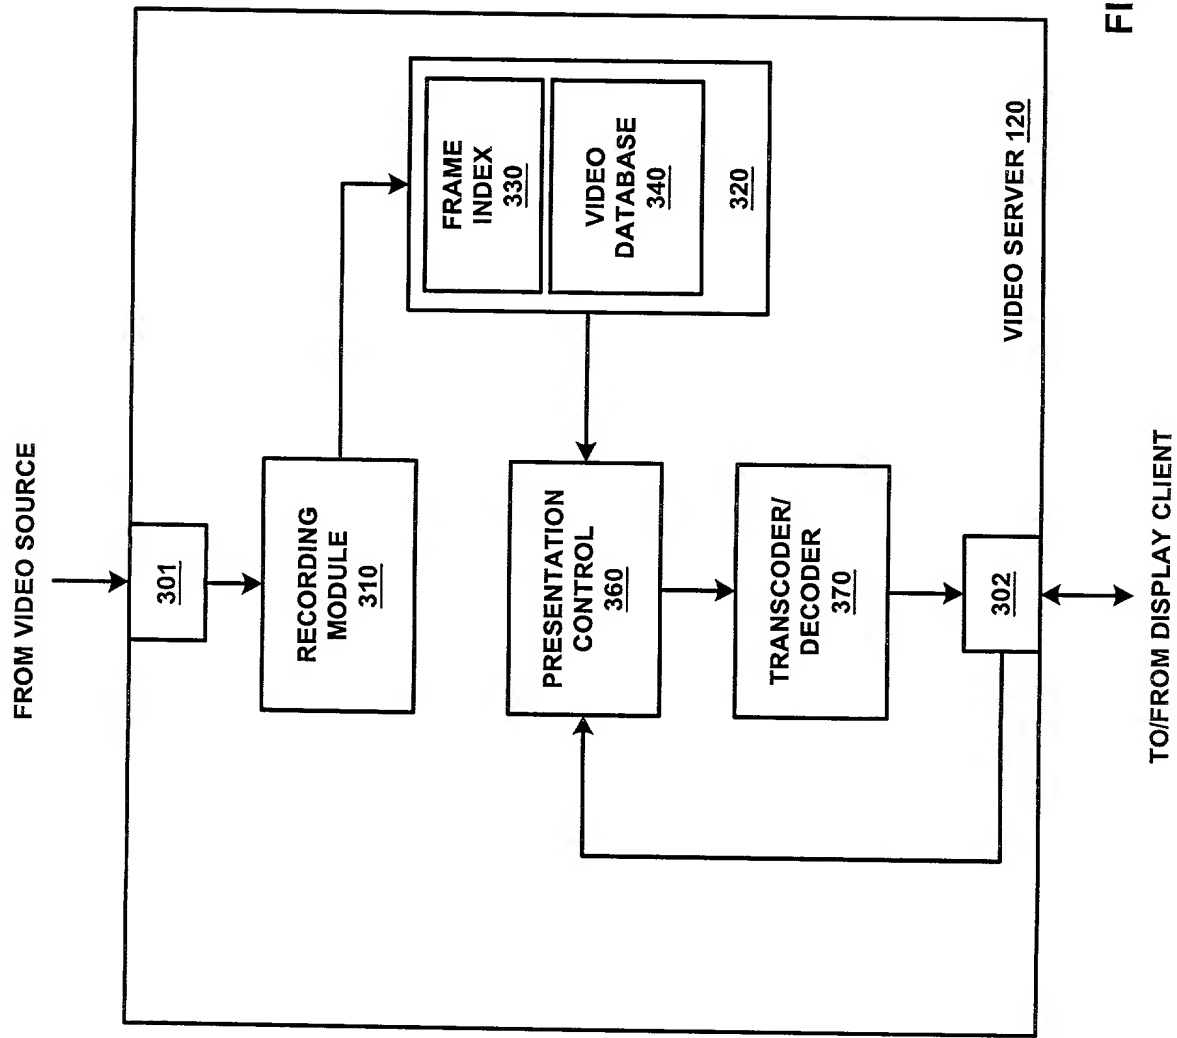 FROM VIDEO SOURCE
301
RECORDING
MODULE
310
FRAME
INDEX
330
VIDEO
DATABASE
340
320
PRESENTATION
CONTROL
360
TRANSCODER/
DECODER
370
302
VIDEO SERVER 120
TO/FROM DISPLAY CLIENT